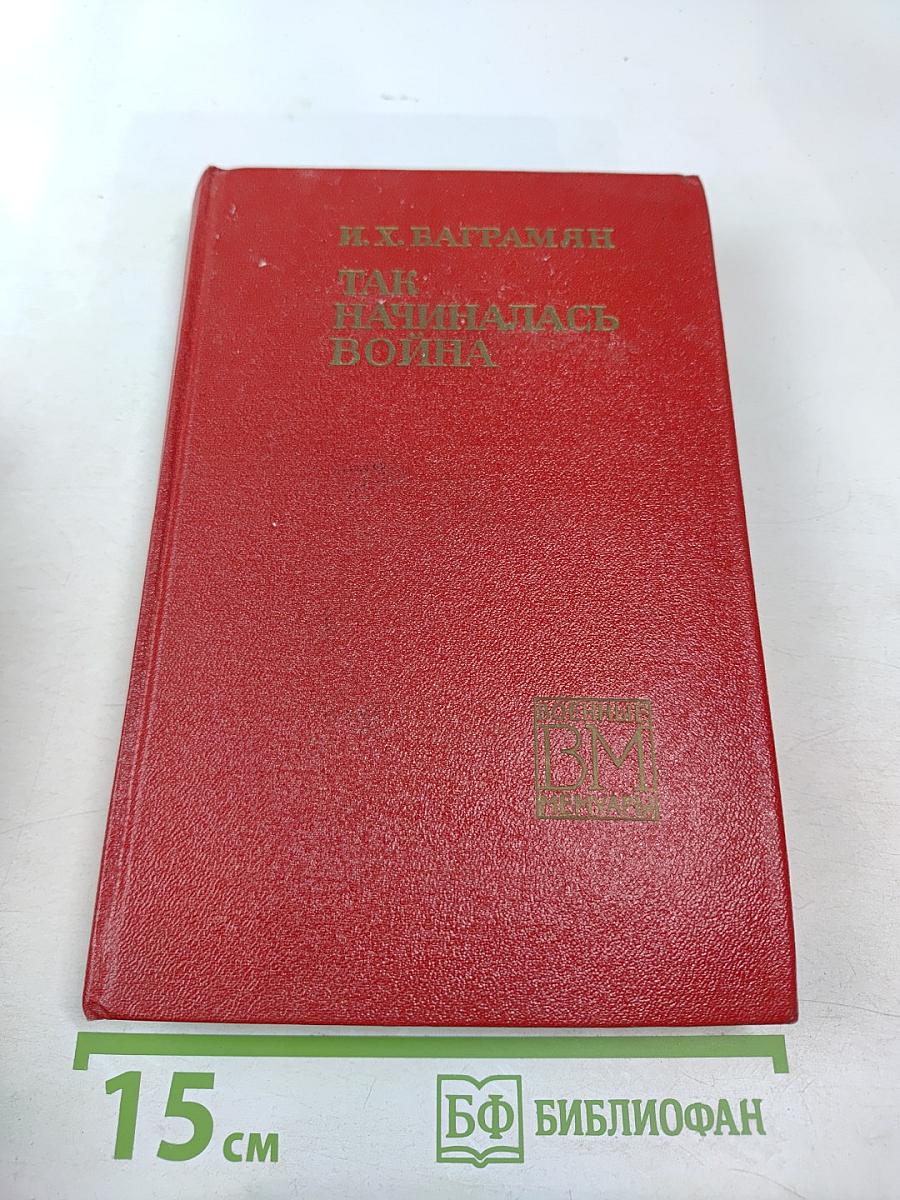 И. Х. БАГРАМЯН
ТАК
НАЧИНАЛАСЬ
ВОЙНА
ВОЕННЫЕ
ВМ
МЕМУАРЫ
15 см
БФ БИБЛИОФАН